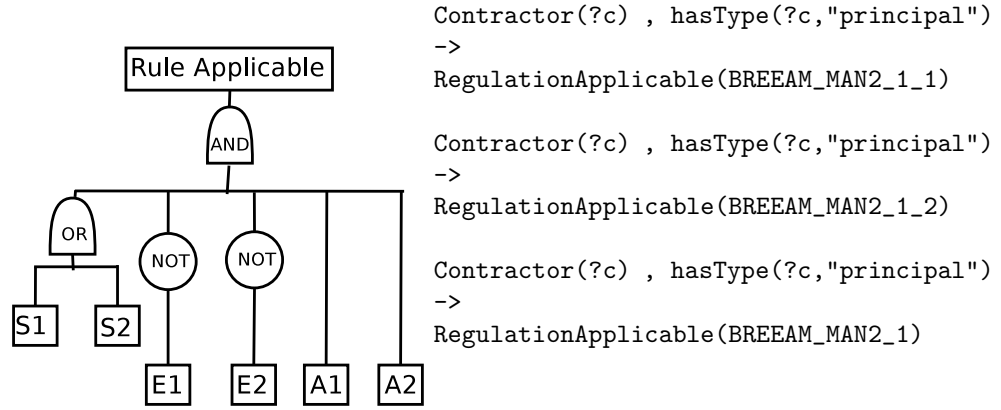 Rule Applicable
AND
OR
NOT
NOT
S1
S2
E1
E2
A1
A2
Contractor(?c) , hasType(?c,"principal")
->
RegulationApplicable(BREEAM_MAN2_1_1)
Contractor(?c) , hasType(?c,"principal")
->
RegulationApplicable(BREEAM_MAN2_1_2)
Contractor(?c) , hasType(?c,"principal")
->
RegulationApplicable(BREEAM_MAN2_1)